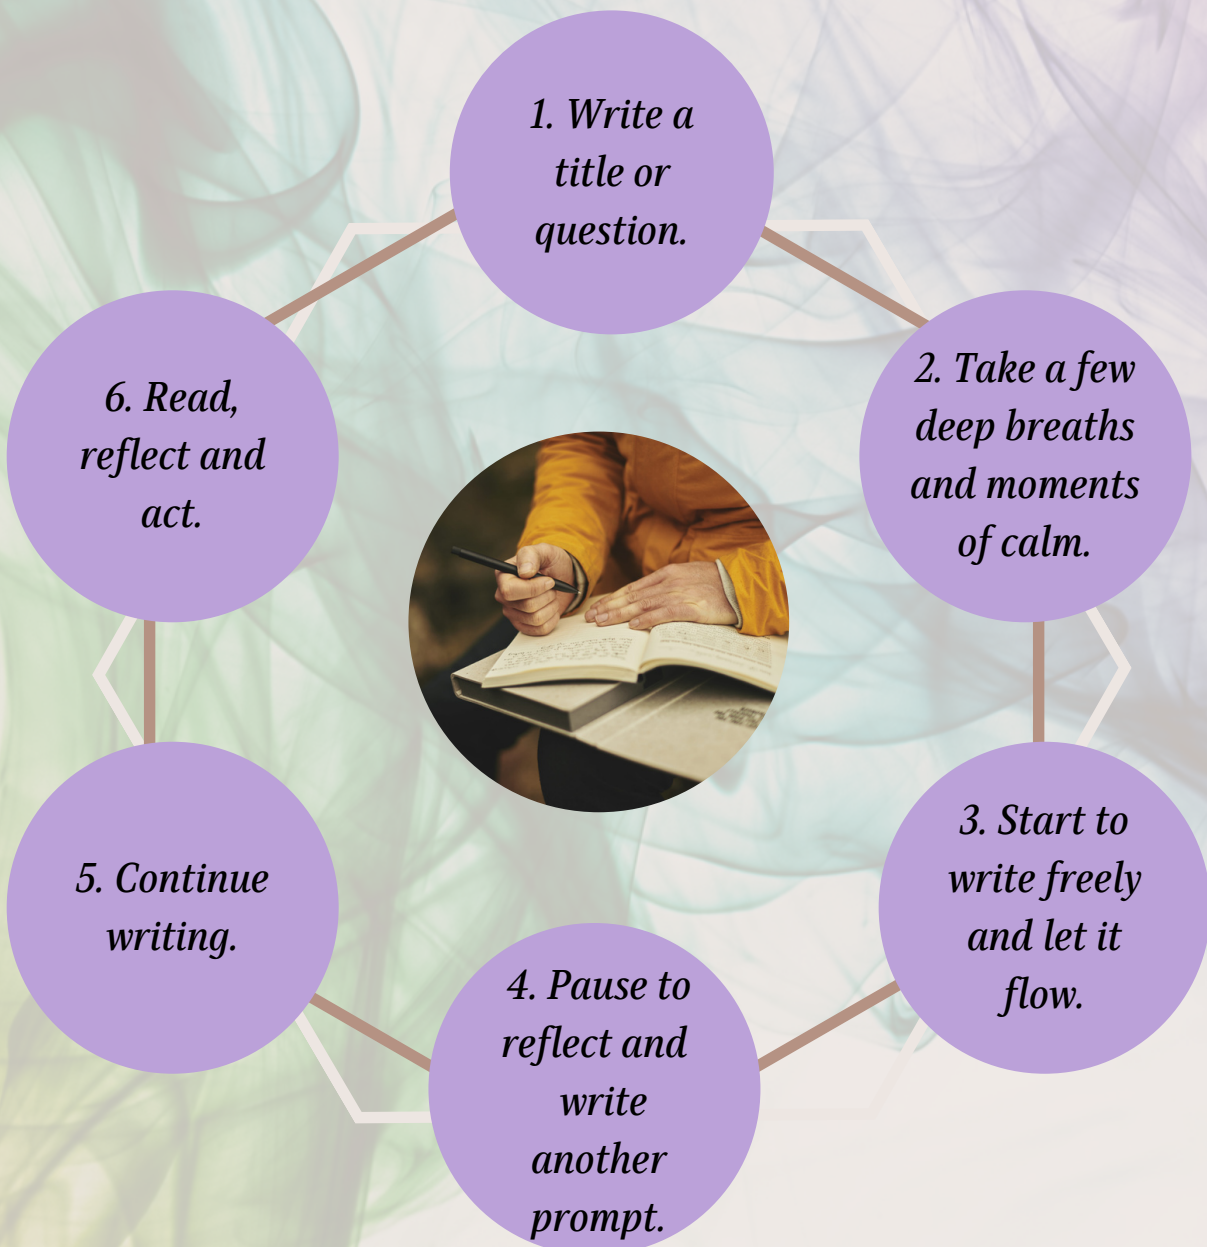 1. Write a
title or
question.
2. Take a few
deep breaths
and moments
of calm.
3. Start to
write freely
and let it
flow.
4. Pause to
reflect and
write
another
prompt.
5. Continue
writing.
6. Read,
reflect and
act.